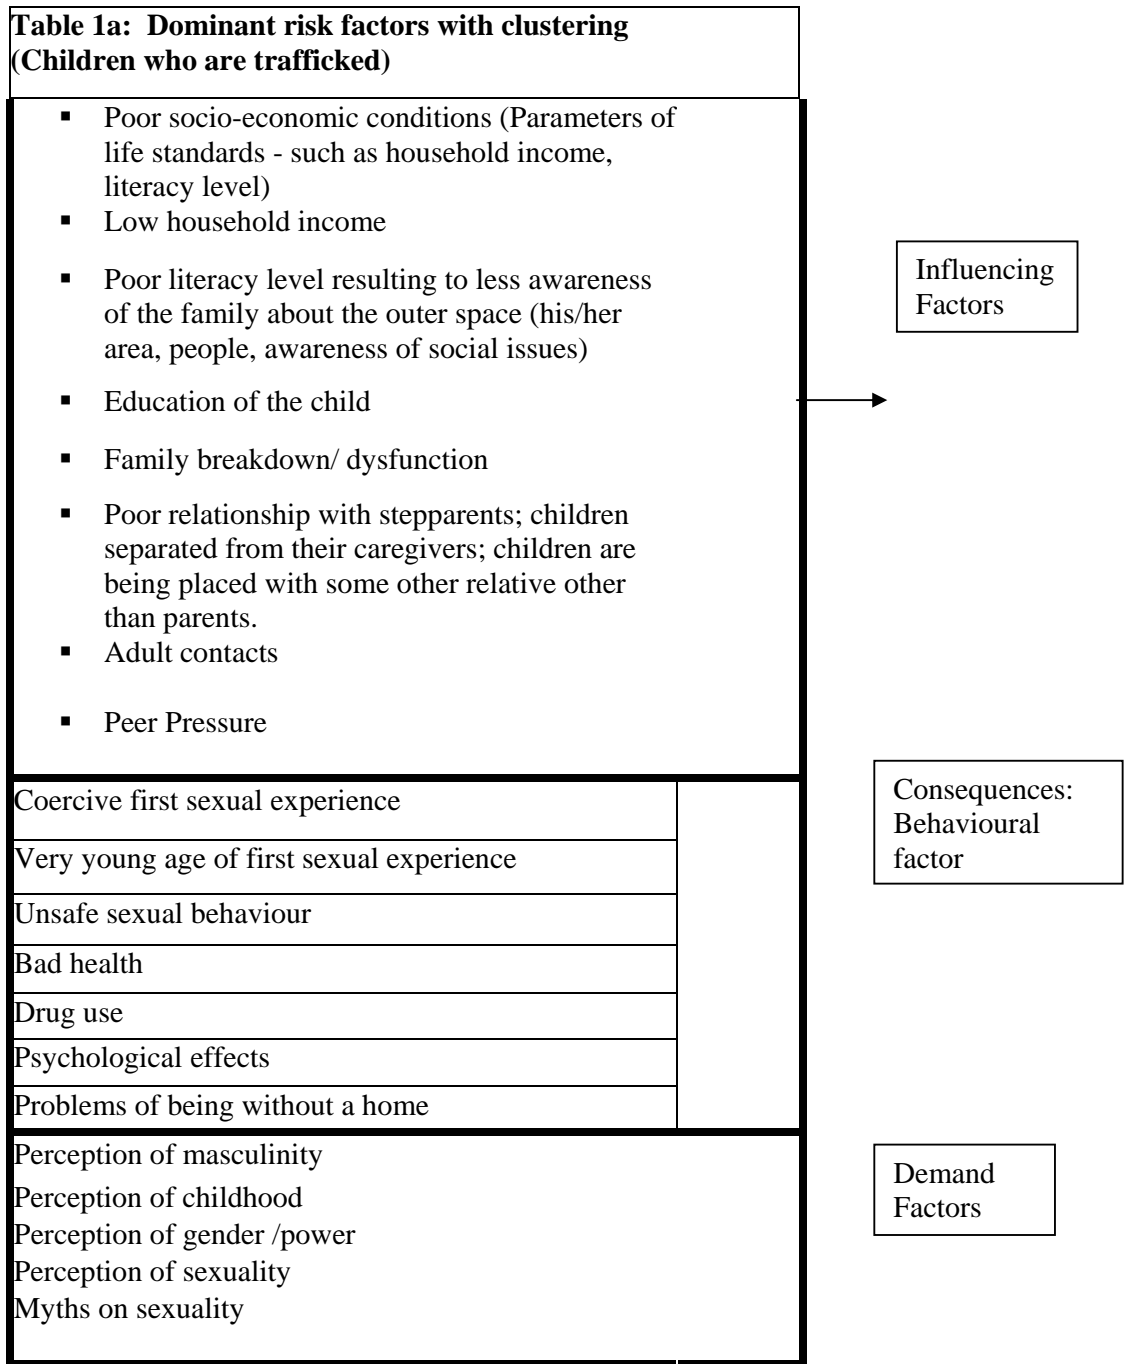 Table 1a: Dominant risk factors with clustering
(Children who are trafficked)
▪ Poor socio-economic conditions (Parameters of
life standards - such as household income,
literacy level)
▪ Low household income
▪ Poor literacy level resulting to less awareness
of the family about the outer space (his/her
area, people, awareness of social issues)
▪ Education of the child
▪ Family breakdown/ dysfunction
▪ Poor relationship with stepparents; children
separated from their caregivers; children are
being placed with some other relative other
than parents.
▪ Adult contacts
▪ Peer Pressure
Influencing
Factors
Coercive first sexual experience
Very young age of first sexual experience
Unsafe sexual behaviour
Bad health
Drug use
Psychological effects
Problems of being without a home
Consequences:
Behavioural
factor
Perception of masculinity
Perception of childhood
Perception of gender /power
Perception of sexuality
Myths on sexuality
Demand
Factors